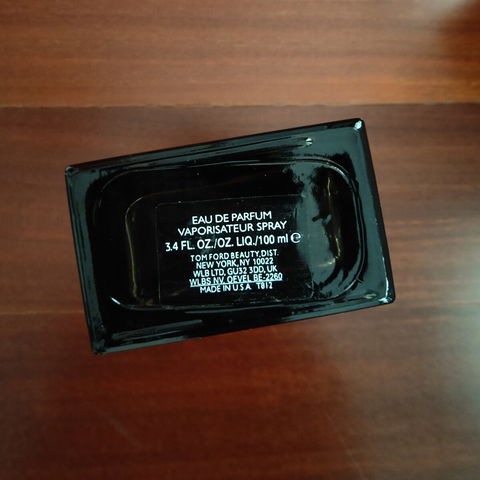 EAU DE PARFUM
VAPORISATEUR SPRAY
3.4 FL. OZ./OZ. LIQ./100 ml ℮
TOM FORD BEAUTY, DIST.
NEW YORK, NY 10022
WLB LTD, GU32 3DD, UK
WLBS NV, OEVEL BE-2260
MADE IN U.S.A. T812